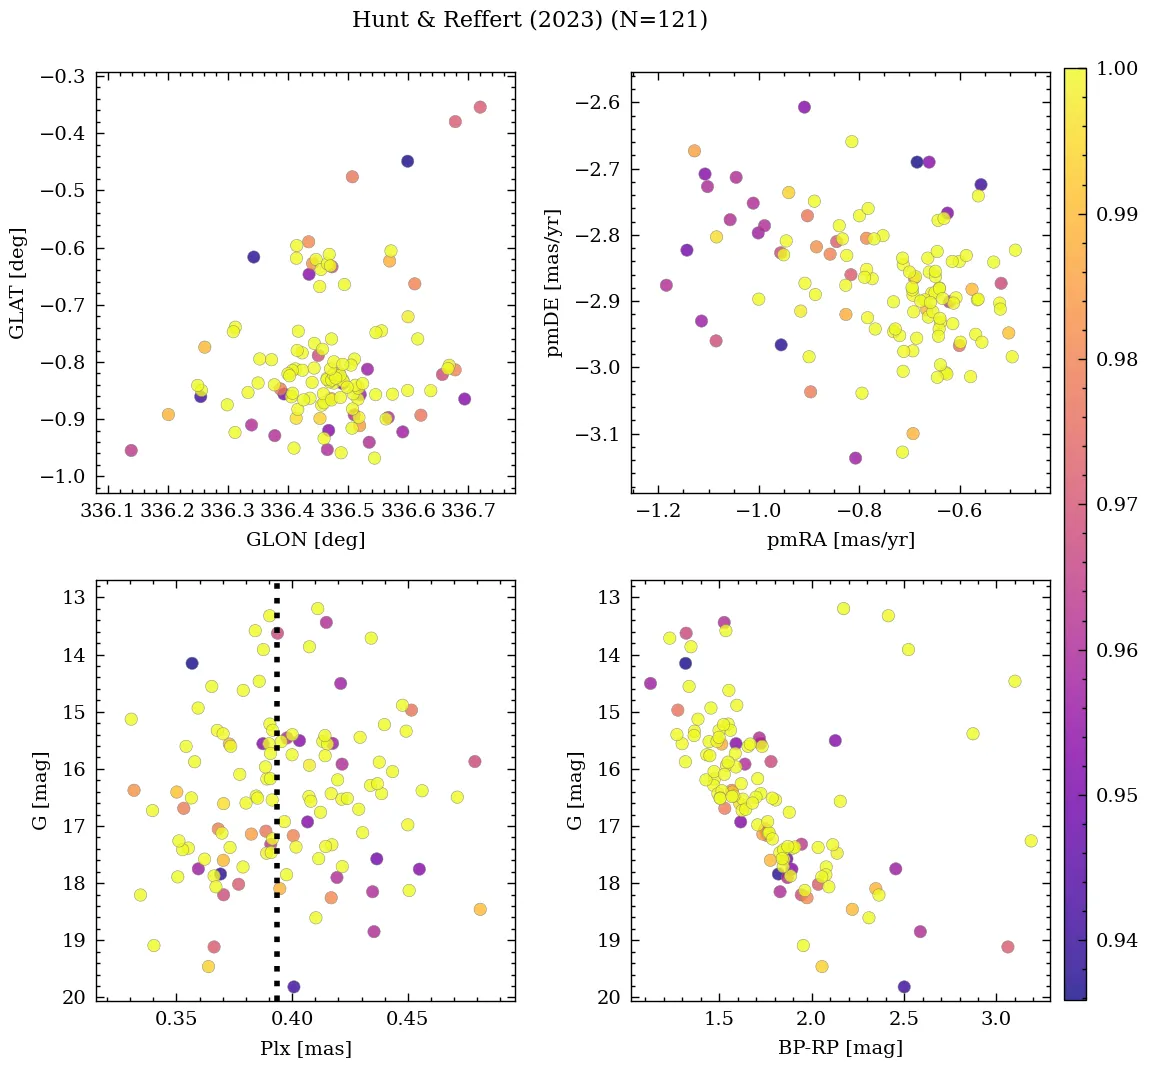 Hunt & Reffert (2023) (N=121)
−0.3
−0.4
−0.5
−0.6
−0.7
−0.8
−0.9
−1.0
GLAT [deg]
336.1 336.2 336.3 336.4 336.5 336.6 336.7
GLON [deg]
−2.6
−2.7
−2.8
−2.9
−3.0
−3.1
pmDE [mas/yr]
−1.2 −1.0 −0.8 −0.6
pmRA [mas/yr]
13
14
15
16
17
18
19
20
G [mag]
0.35 0.40 0.45
Plx [mas]
13
14
15
16
17
18
19
20
G [mag]
1.5 2.0 2.5 3.0
BP-RP [mag]
1.00
0.99
0.98
0.97
0.96
0.95
0.94